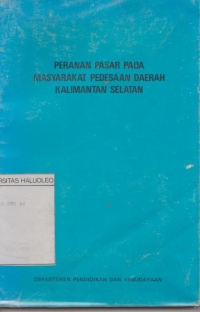 PERANAN PASAR PADA
MASYARAKAT PEDESAAN DAERAH
KALIMANTAN SELATAN
RSITAS HALUOLEO
DEPARTEMEN PENDIDIKAN DAN KEBUDAYAAN